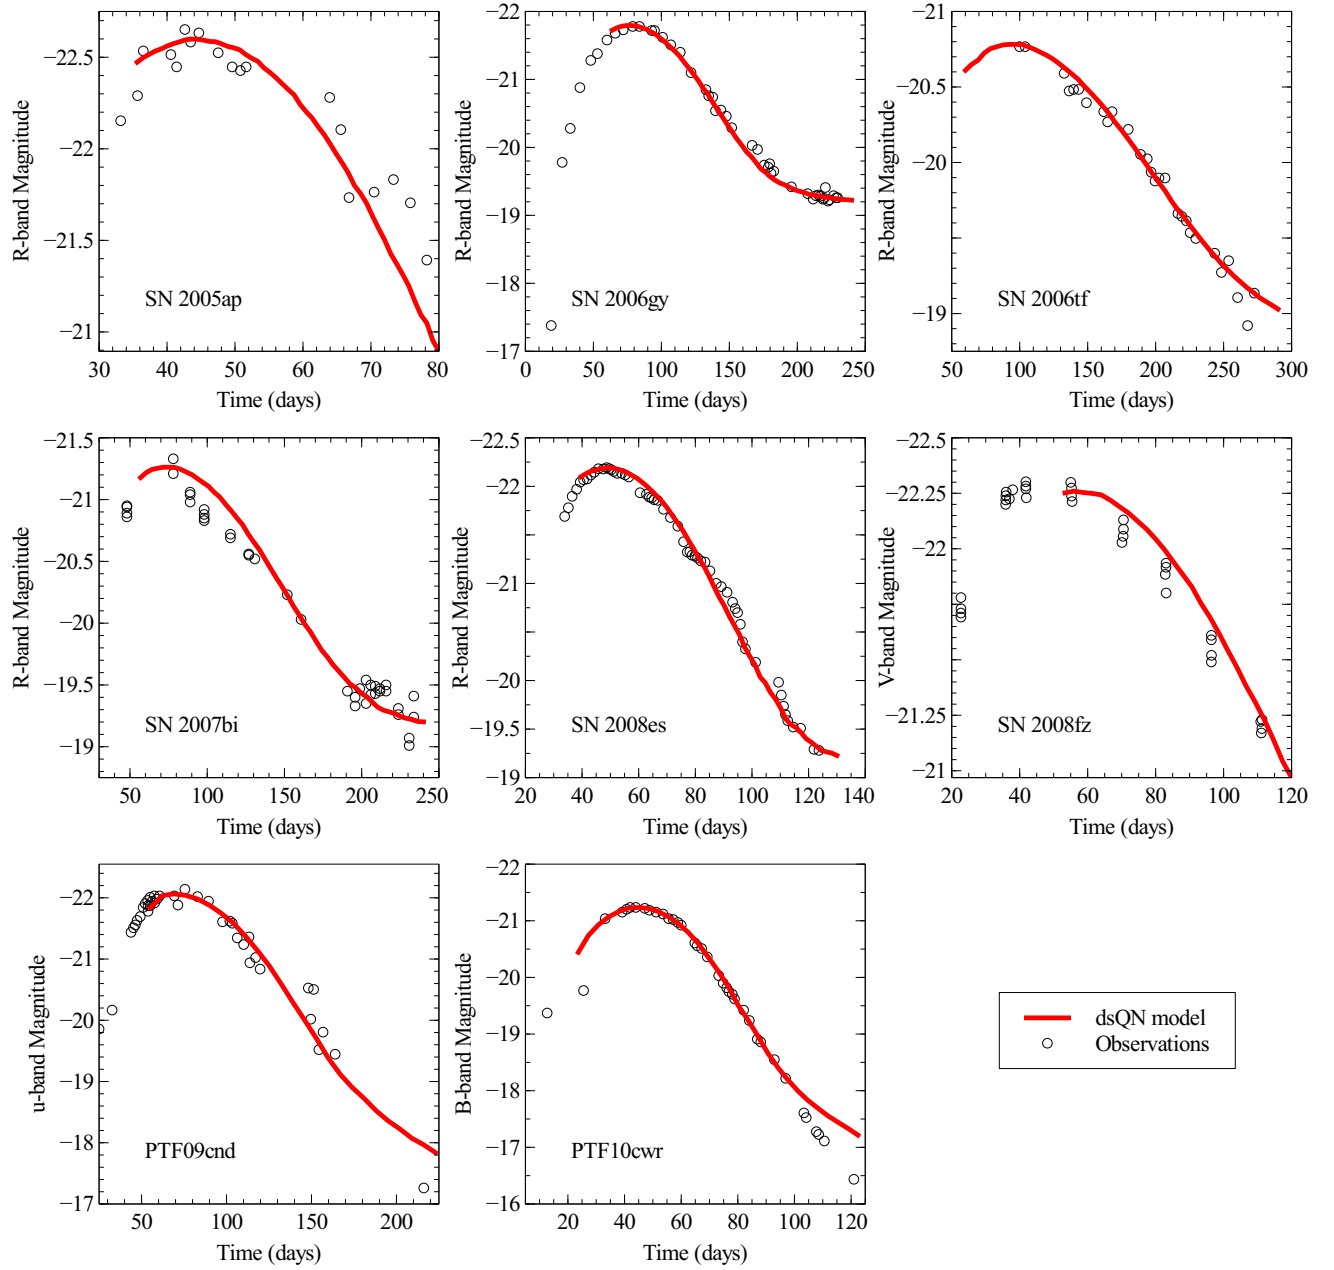 −22.5
−22
−21.5
−21
R-band Magnitude
SN 2005ap
30 40 50 60 70 80
Time (days)
−22
−21
−20
−19
−18
−17
R-band Magnitude
SN 2006gy
0 50 100 150 200 250
Time (days)
−21
−20.5
−20
−19
R-band Magnitude
SN 2006tf
50 100 150 200 250 300
Time (days)
−21.5
−21
−20.5
−20
−19.5
−19
R-band Magnitude
SN 2007bi
50 100 150 200 250
Time (days)
−22.5
−22
−21
−20
−19
R-band Magnitude
SN 2008es
20 40 60 80 100 120 140
Time (days)
−22.5
−22.25
−22
−21.25
−21
V-band Magnitude
SN 2008fz
20 40 60 80 100 120
Time (days)
−22
−21
−20
−19
−18
−17
u-band Magnitude
PTF09cnd
50 100 150 200
Time (days)
−22
−21
−20
−19
−18
−17
−16
B-band Magnitude
PTF10cwr
20 40 60 80 100 120
Time (days)
dsQN model
Observations